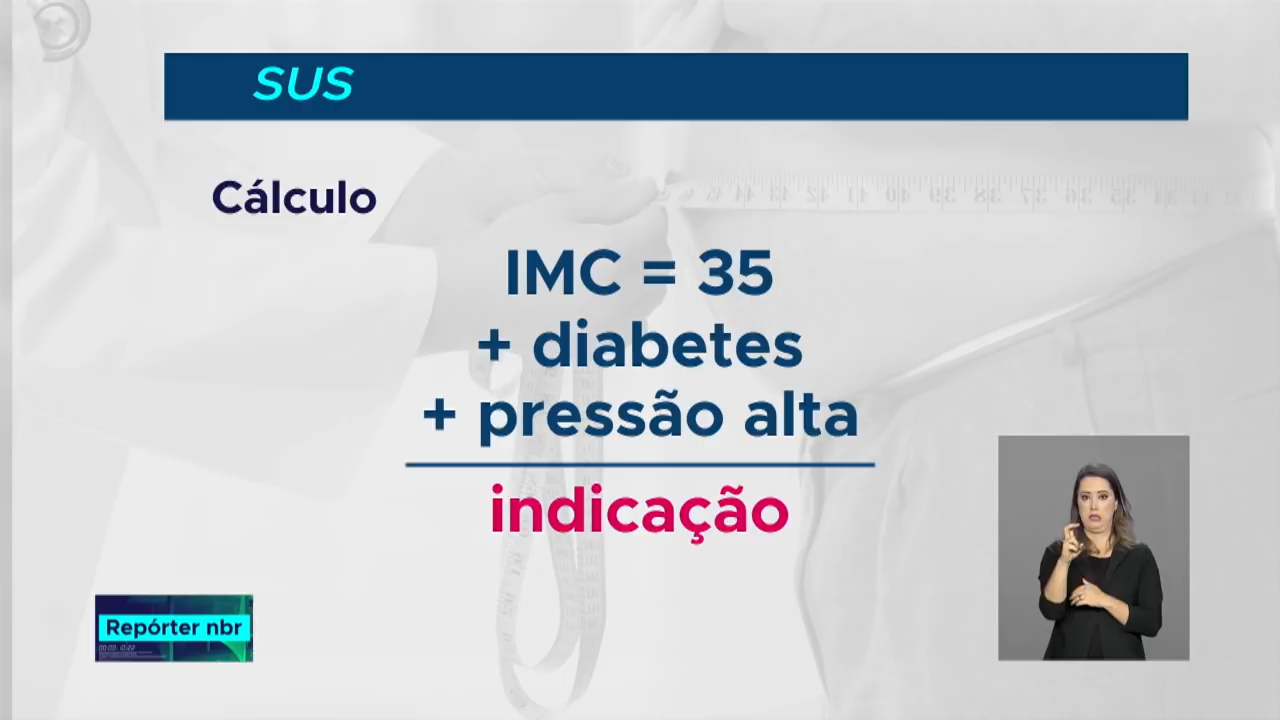 SUS
Cálculo
IMC = 35
+ diabetes
+ pressão alta
indicação
Repórter nbr